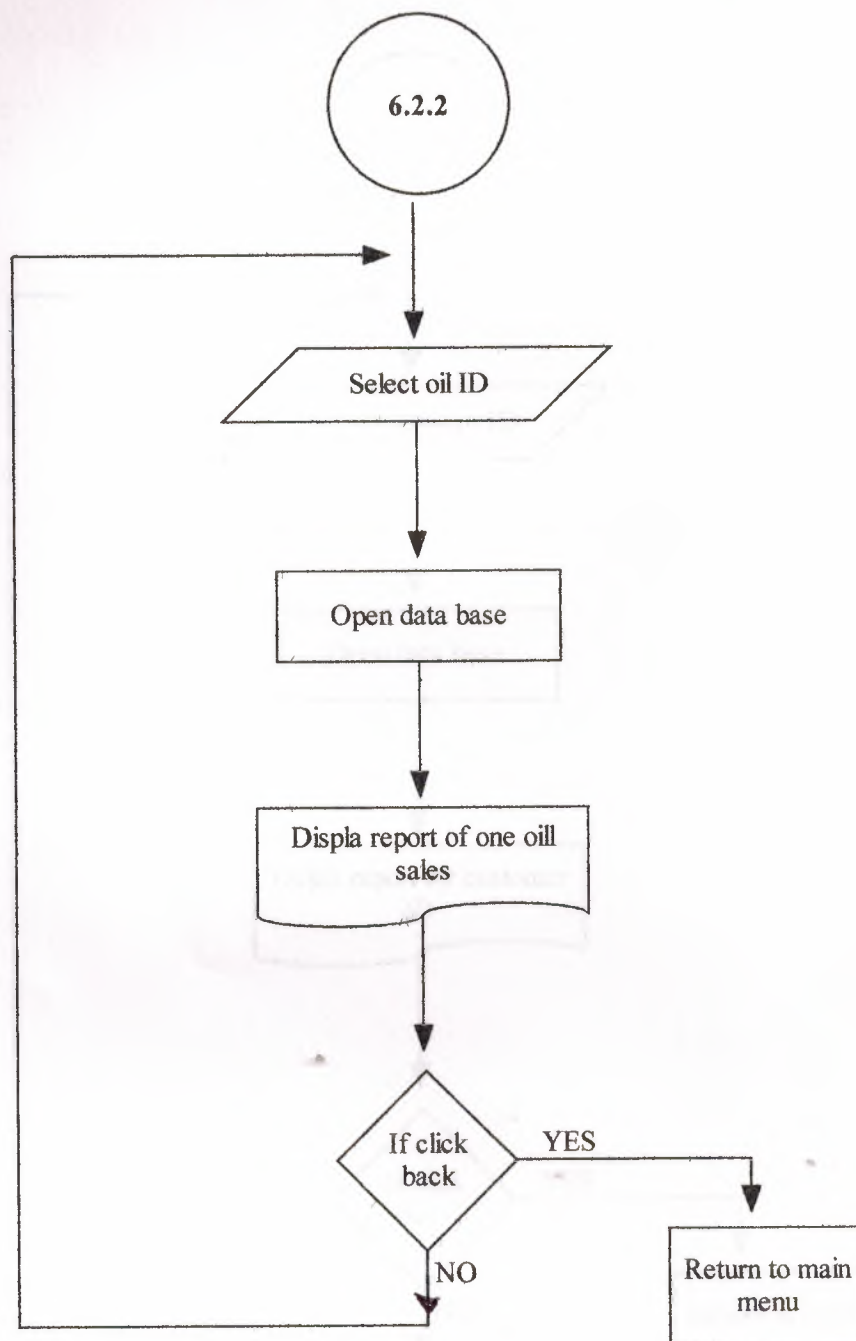 6.2.2
Select oil ID
Open data base
Displa report of one oill
sales
If click
back
YES
NO
Return to main
menu